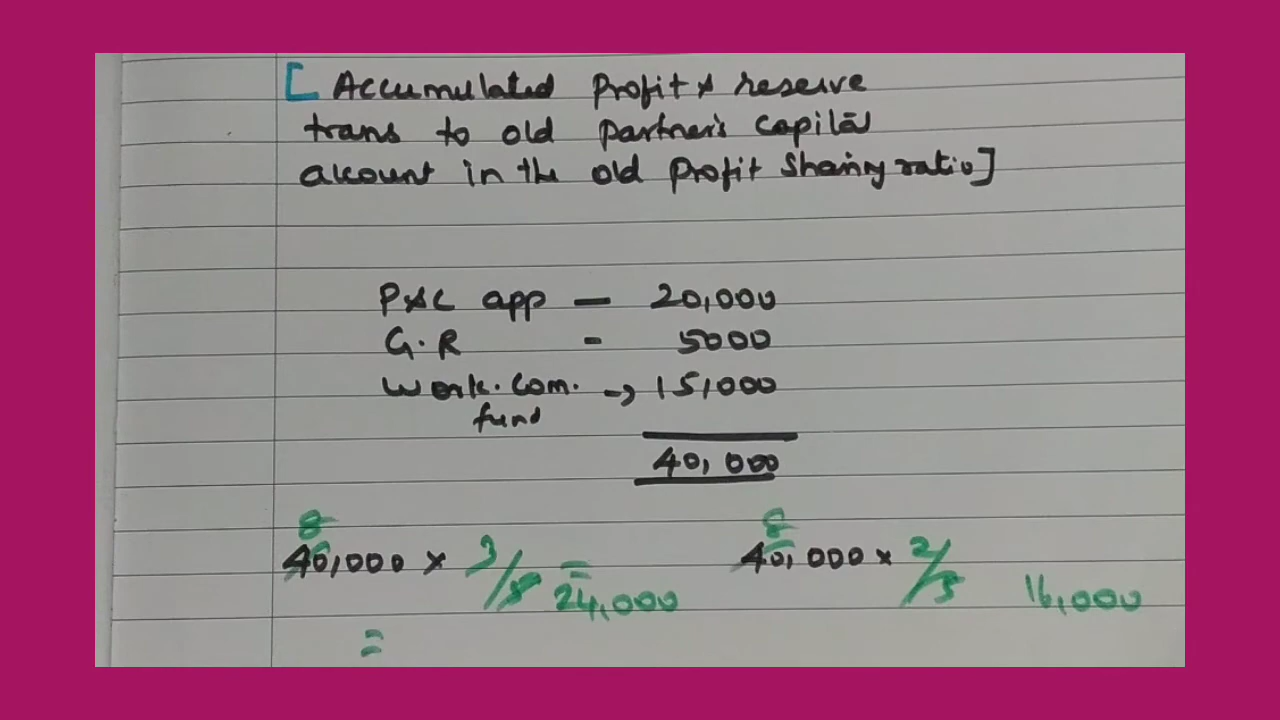 [ Accumulated Profit & reserve
trans to old partner's capital
account in the old Profit Sharing ratio]
P&L app — 20,000
G.R - 5000
work. com. -> 15,000
fund
40,000
8 8
40,000 × 3/5 = 24,000 40,000 × 2/5 16,000
=